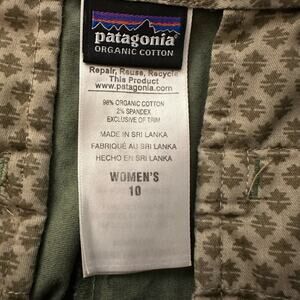 patagonia®
ORGANIC COTTON
Repair, Reuse, Recycle
This Product
www.patagonia.com
98% ORGANIC COTTON
2% SPANDEX
EXCLUSIVE OF TRIM
MADE IN SRI LANKA
FABRIQUÉ AU SRI LANKA
HECHO EN SRI LANKA
WOMEN'S
10